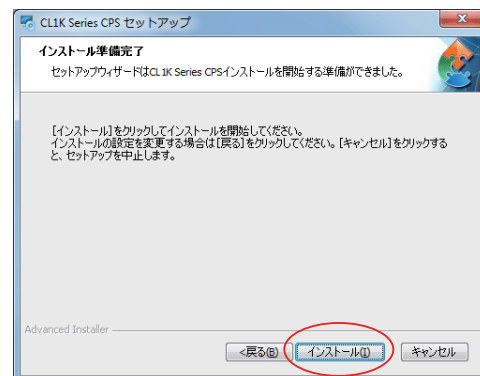 CL1K Series CPS セットアップ
インストール準備完了
セットアップウィザードはCL1K Series CPSインストールを開始する準備ができました。
[インストール]をクリックしてインストールを開始してください。
インストールの設定を変更する場合は[戻る]をクリックしてください。[キャンセル]をクリックする
と、セットアップを中止します。
Advanced Installer
<戻る(B) インストール(I) キャンセル